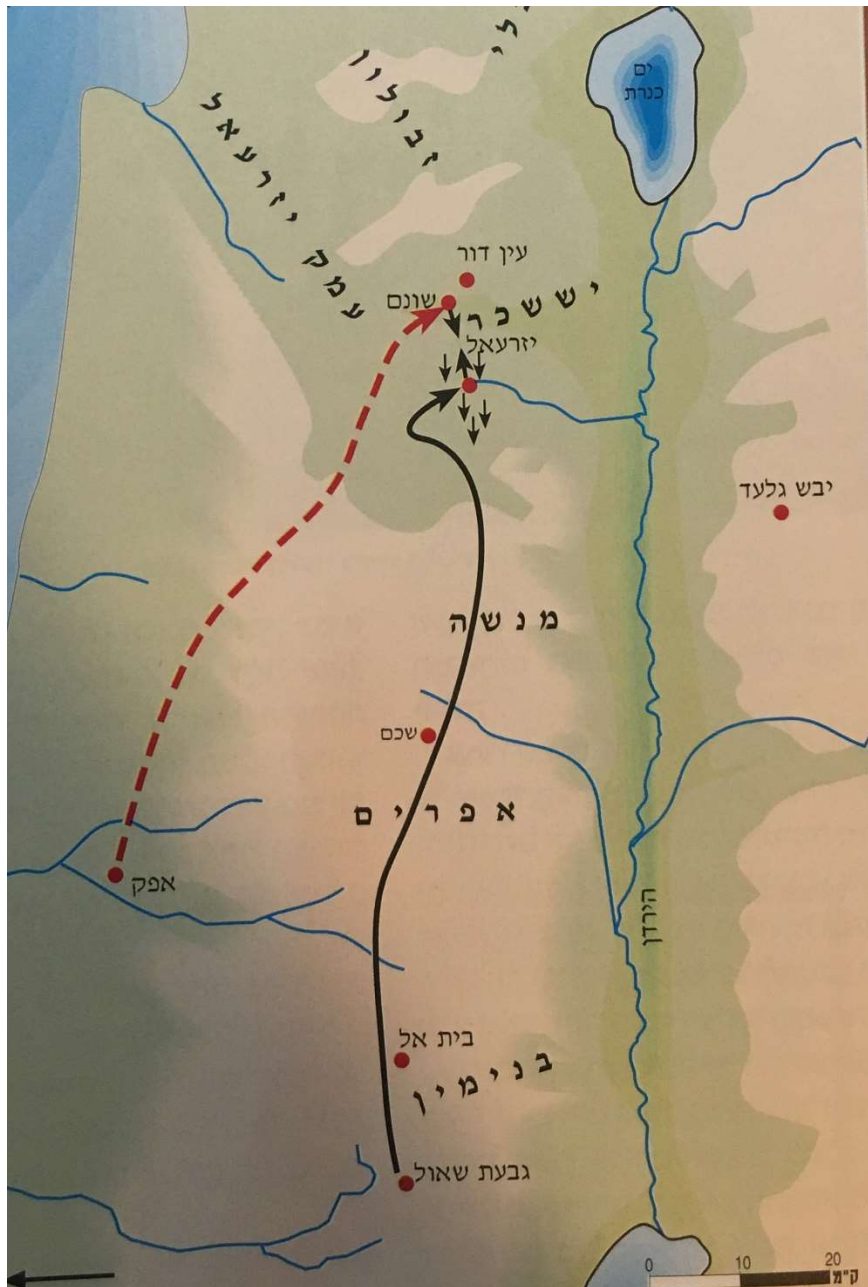 עמק יזרעאל
זבולון
לי
ים
כנרת
עין דור
שונם
יששכר
יזרעאל
יבש גלעד
מנשה
שכם
אפרים
אפק
הירדן
בית אל
בנימין
גבעת שאול
0 10 20
ק"מ